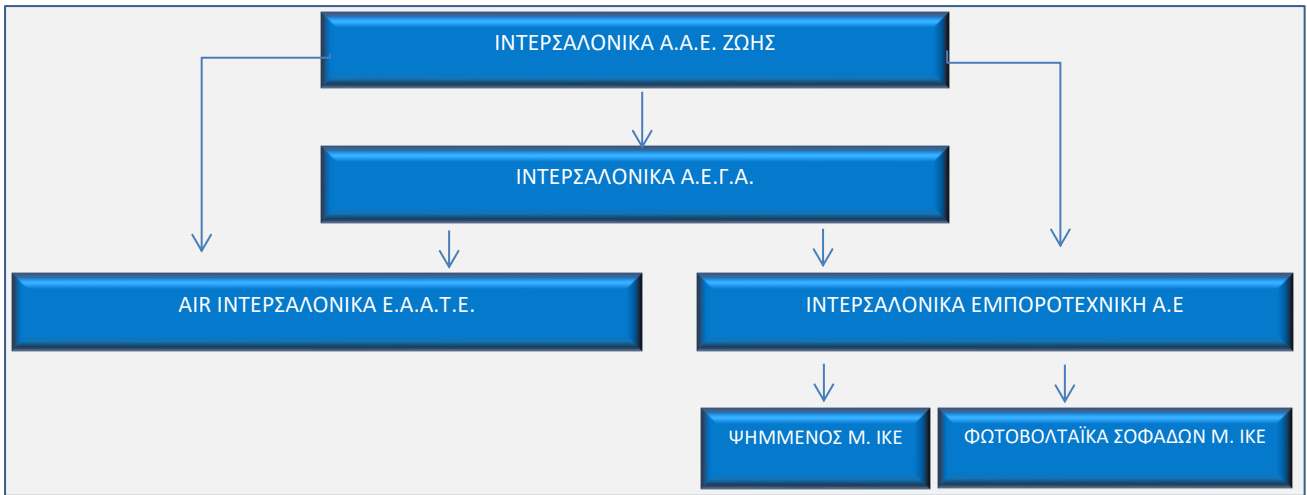 ΙΝΤΕΡΣΑΛΟΝΙΚΑ Α.Α.Ε. ΖΩΗΣ
ΙΝΤΕΡΣΑΛΟΝΙΚΑ Α.Ε.Γ.Α.
AIR ΙΝΤΕΡΣΑΛΟΝΙΚΑ Ε.Α.Α.Τ.Ε.
ΙΝΤΕΡΣΑΛΟΝΙΚΑ ΕΜΠΟΡΟΤΕΧΝΙΚΗ Α.Ε
ΨΗΜΜΕΝΟΣ Μ. ΙΚΕ
ΦΩΤΟΒΟΛΤΑΪΚΑ ΣΟΦΑΔΩΝ Μ. ΙΚΕ